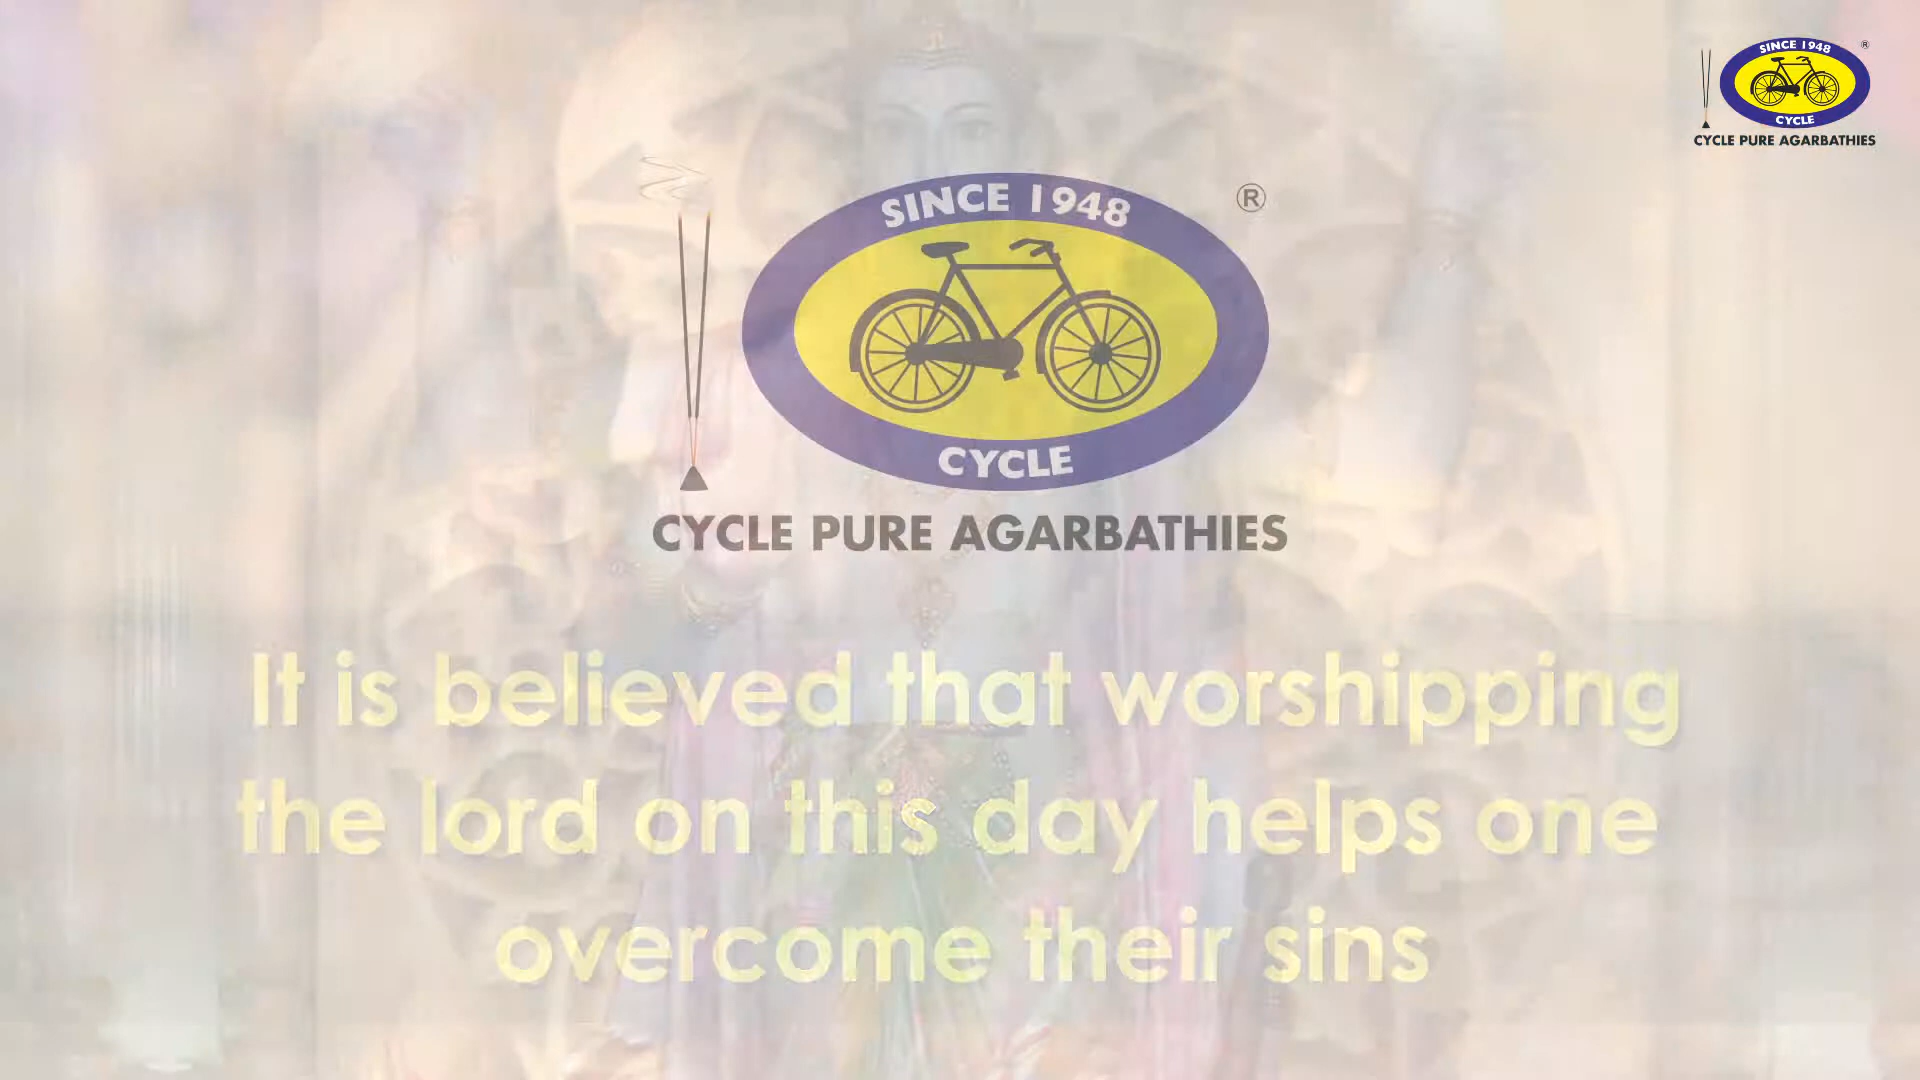 SINCE 1948
®
CYCLE
CYCLE PURE AGARBATHIES
SINCE 1948
®
CYCLE
CYCLE PURE AGARBATHIES
It is believed that worshipping
the lord on this day helps one
overcome their sins